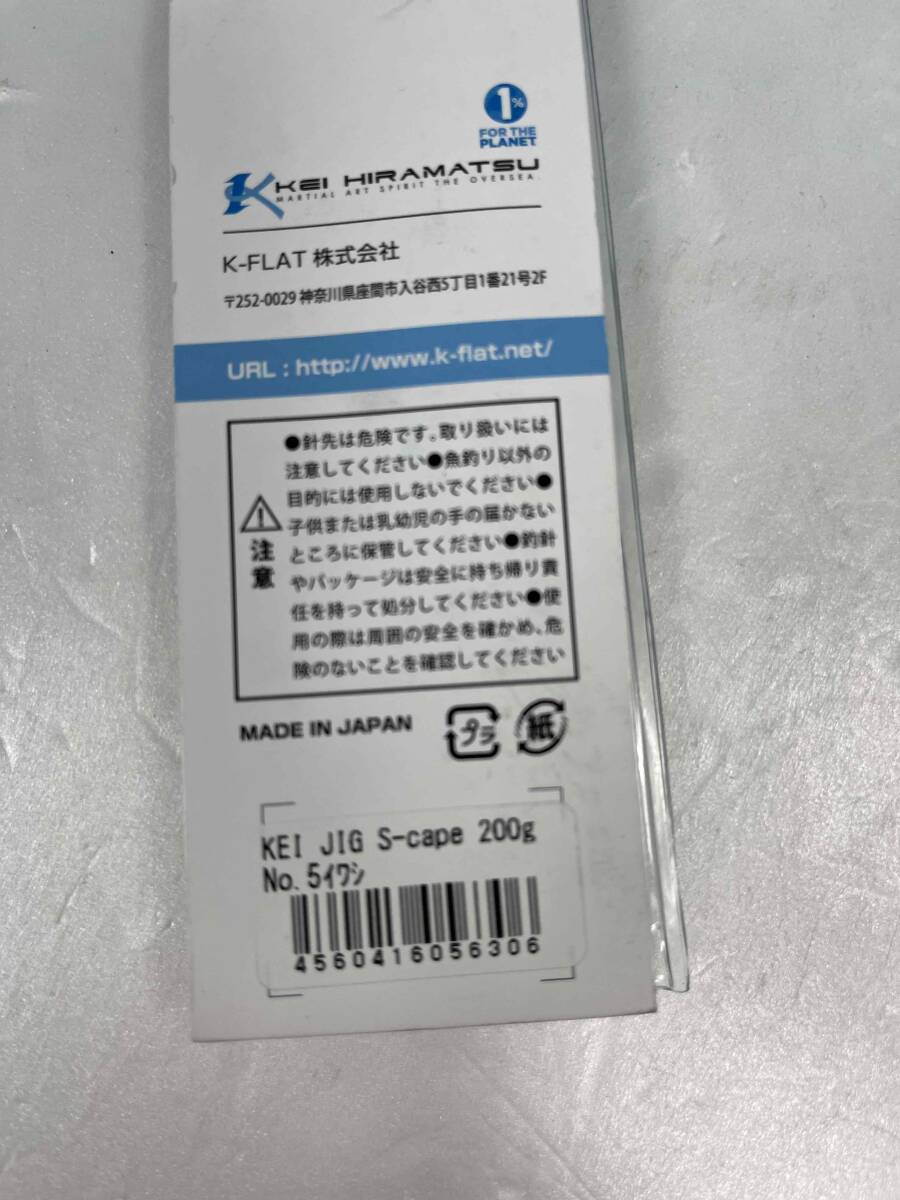 1%
FOR THE
PLANET
KEI HIRAMATSU
MARTIAL ART SPIRIT THE OVERSEA.
K-FLAT 株式会社
〒252-0029 神奈川県座間市入谷西5丁目1番21号2F
URL : http://www.k-flat.net/
●針先は危険です。取り扱いには
注意してください●魚釣り以外の
目的には使用しないでください●
子供または乳幼児の手の届かない
ところに保管してください●釣針
やパッケージは安全に持ち帰り責
任を持って処分してください●使
用の際は周囲の安全を確かめ、危
険のないことを確認してください
注意
MADE IN JAPAN
プラ
紙
KEI JIG S-cape 200g
No. 5イワシ
4560416056306